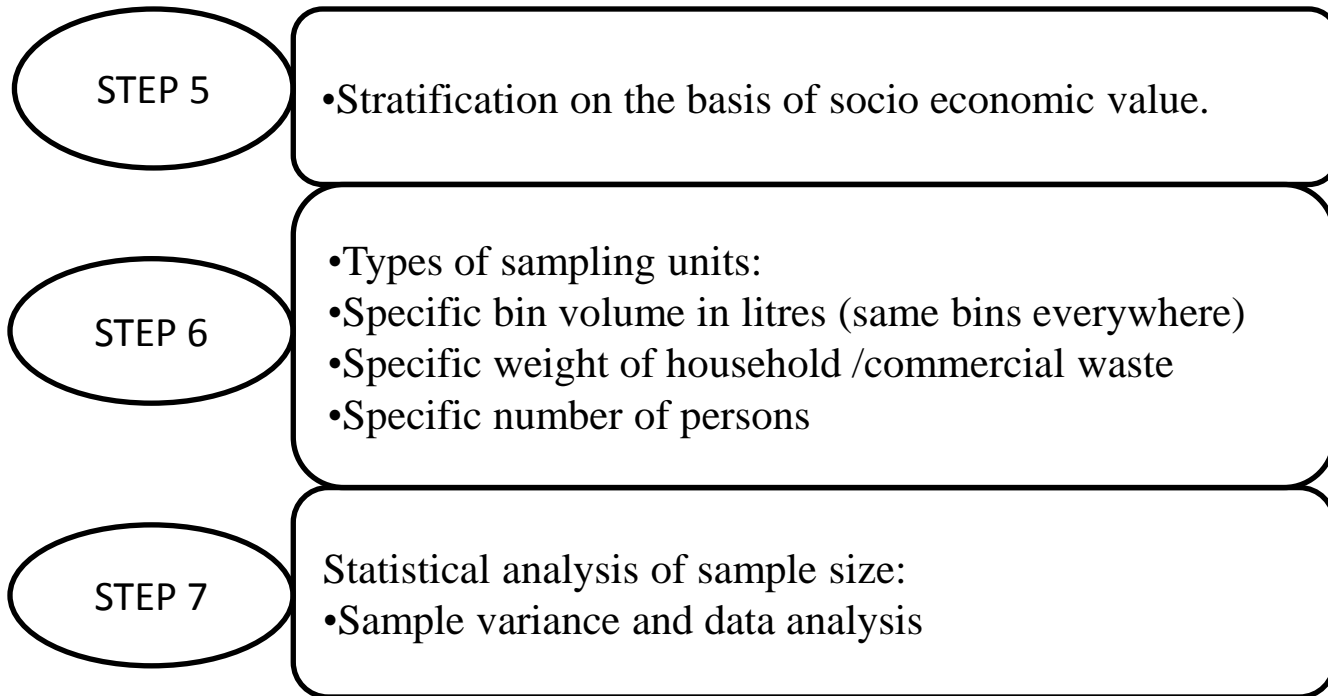 STEP 5
•Stratification on the basis of socio economic value.
STEP 6
•Types of sampling units:
•Specific bin volume in litres (same bins everywhere)
•Specific weight of household /commercial waste
•Specific number of persons
STEP 7
Statistical analysis of sample size:
•Sample variance and data analysis